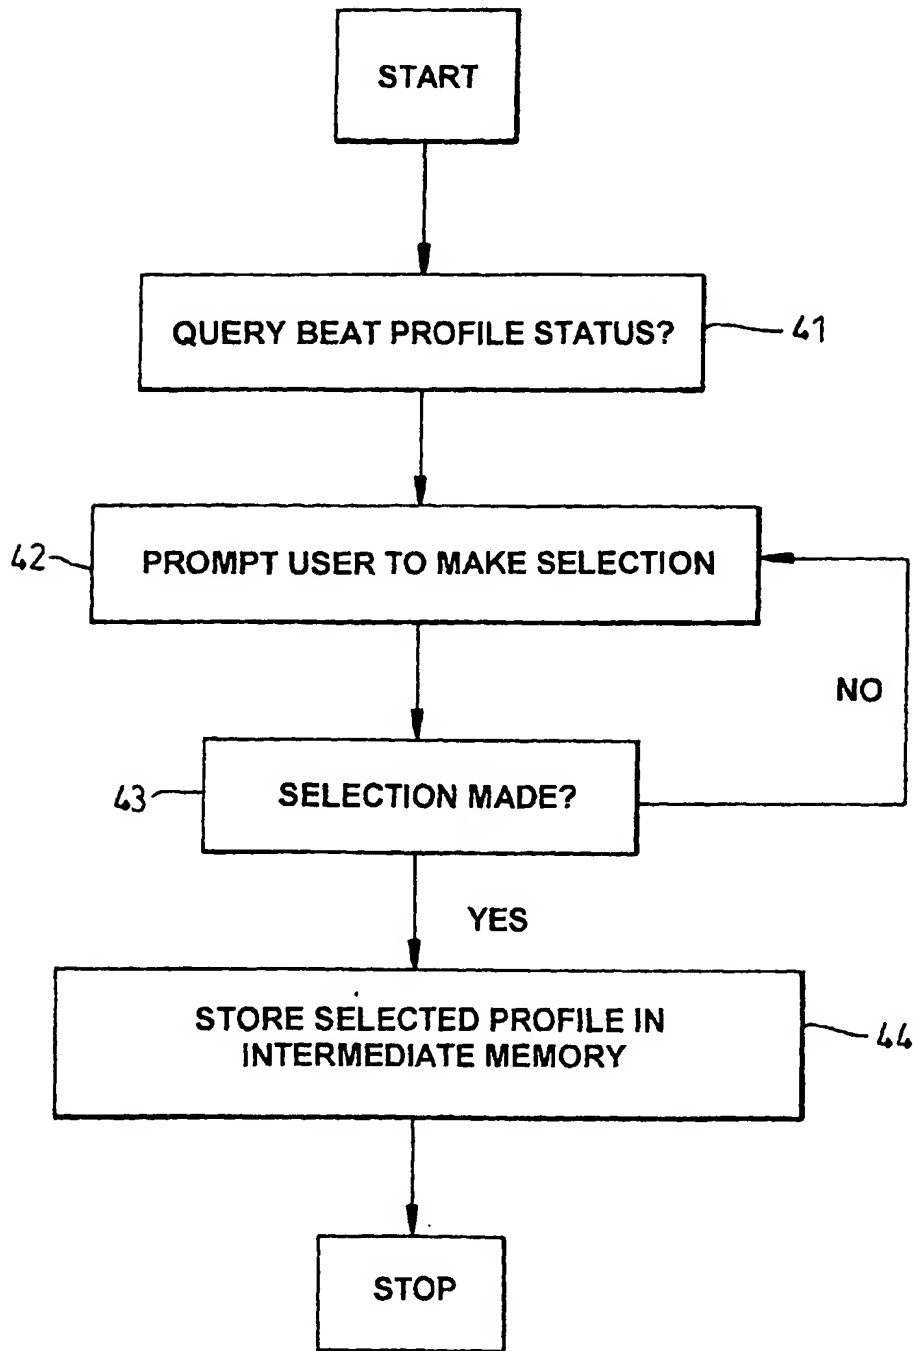 START
QUERY BEAT PROFILE STATUS?
41
42
PROMPT USER TO MAKE SELECTION
NO
43
SELECTION MADE?
YES
STORE SELECTED PROFILE IN
INTERMEDIATE MEMORY
44
STOP